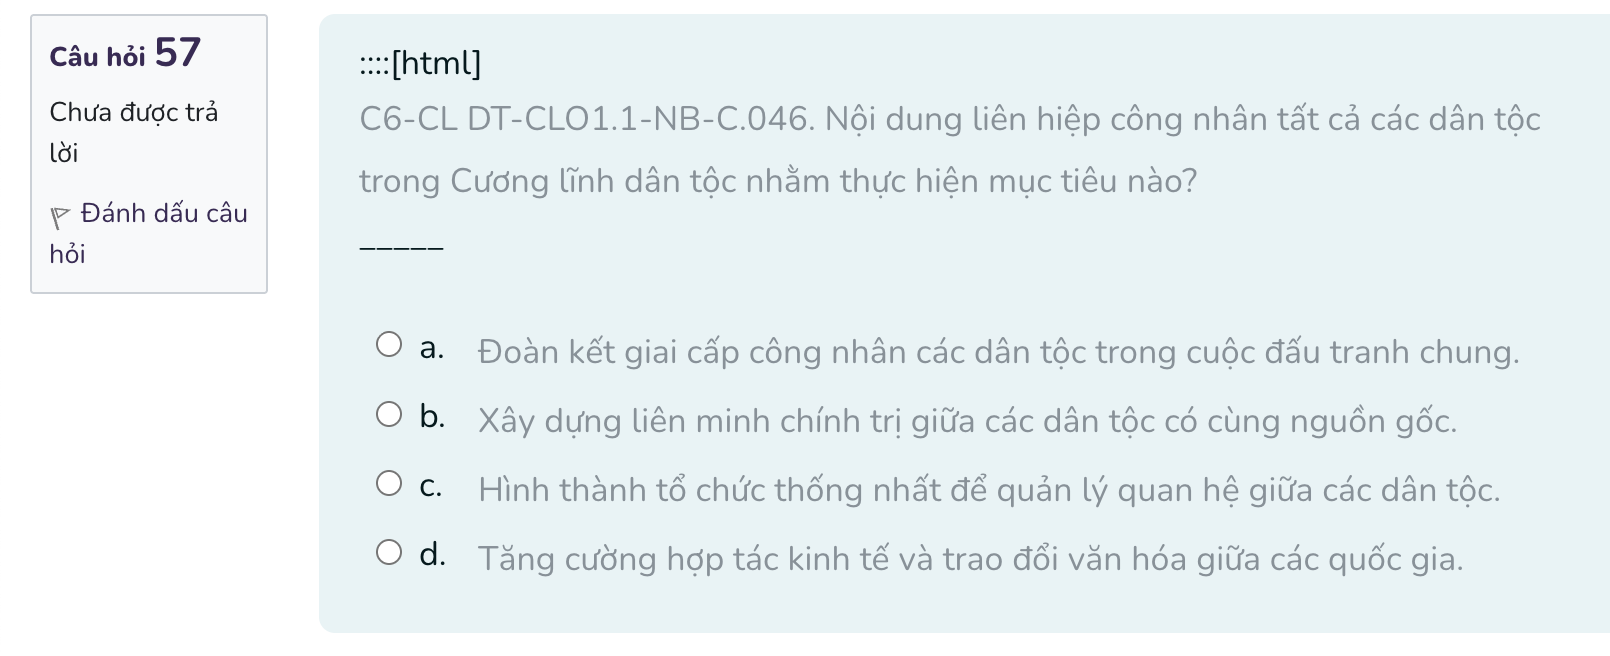 Câu hỏi 57
Chưa được trả
lời
Đánh dấu câu
hỏi
::::[html]
C6-CL DT-CLO1.1-NB-C.046. Nội dung liên hiệp công nhân tất cả các dân tộc
trong Cương lĩnh dân tộc nhằm thực hiện mục tiêu nào?
_____
a. Đoàn kết giai cấp công nhân các dân tộc trong cuộc đấu tranh chung.
b. Xây dựng liên minh chính trị giữa các dân tộc có cùng nguồn gốc.
c. Hình thành tổ chức thống nhất để quản lý quan hệ giữa các dân tộc.
d. Tăng cường hợp tác kinh tế và trao đổi văn hóa giữa các quốc gia.